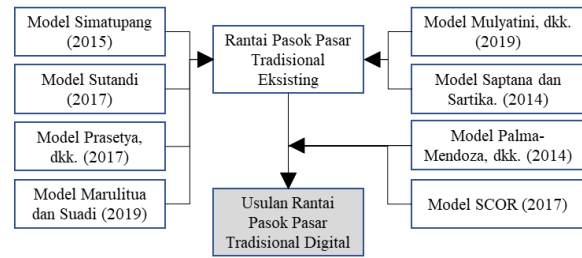 Model Simatupang
(2015)
Model Sutandi
(2017)
Model Prasetya,
dkk. (2017)
Model Marulitua
dan Suadi (2019)
Rantai Pasok Pasar
Tradisional
Eksisting
Usulan Rantai
Pasok Pasar
Tradisional Digital
Model Mulyatini, dkk.
(2019)
Model Saptana dan
Sartika. (2014)
Model Palma-
Mendoza, dkk. (2014)
Model SCOR (2017)